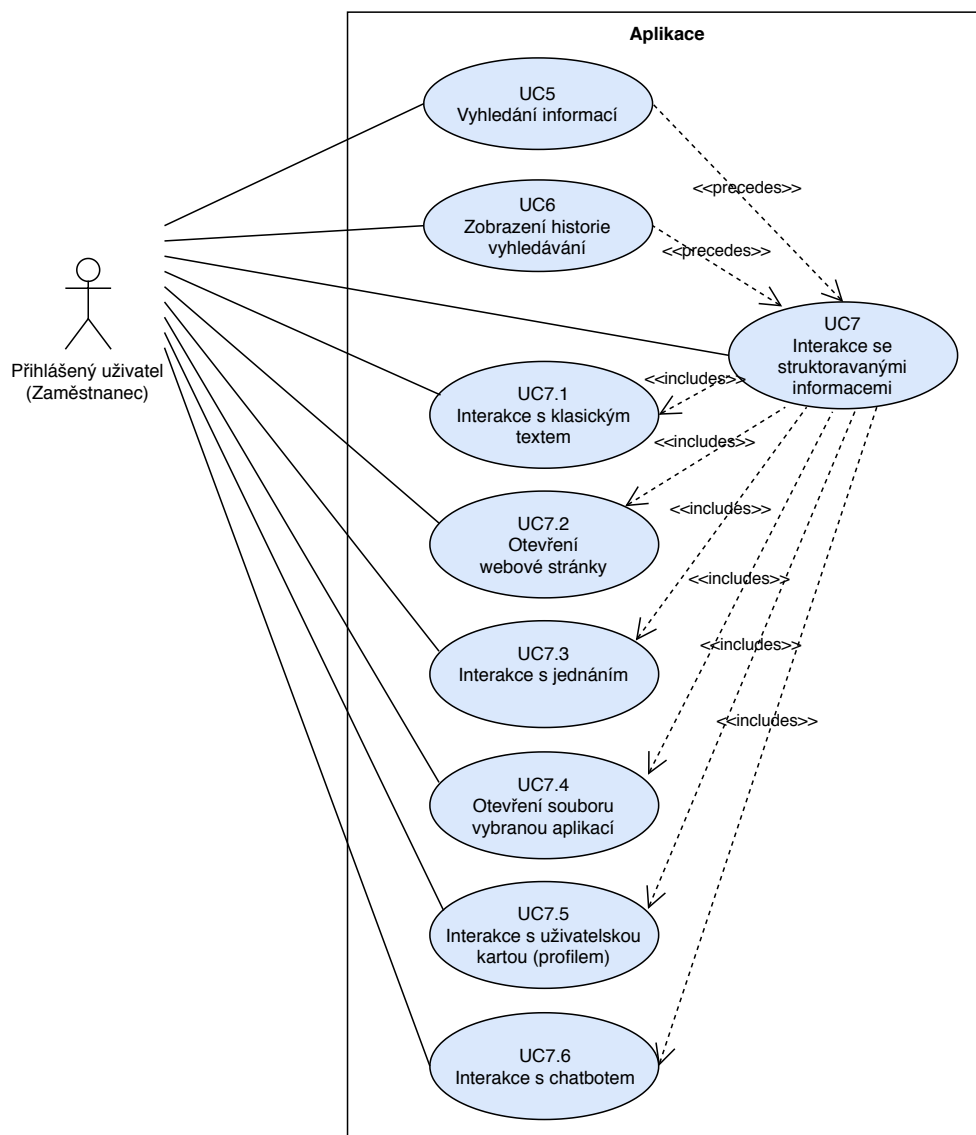 Aplikace
UC5
Vyhledání informací
<<precedes>>
UC6
Zobrazení historie
vyhledávání
<<precedes>>
UC7
Interakce se
struktoravanými
informacemi
Přihlášený uživatel
(Zaměstnanec)
<<includes>>
UC7.1
Interakce s klasickým
textem
<<includes>>
UC7.2
Otevření
webové stránky
<<includes>>
<<includes>>
UC7.3
Interakce s jednáním
<<includes>>
<<includes>>
UC7.4
Otevření souboru
vybranou aplikací
UC7.5
Interakce s uživatelskou
kartou (profilem)
UC7.6
Interakce s chatbotem